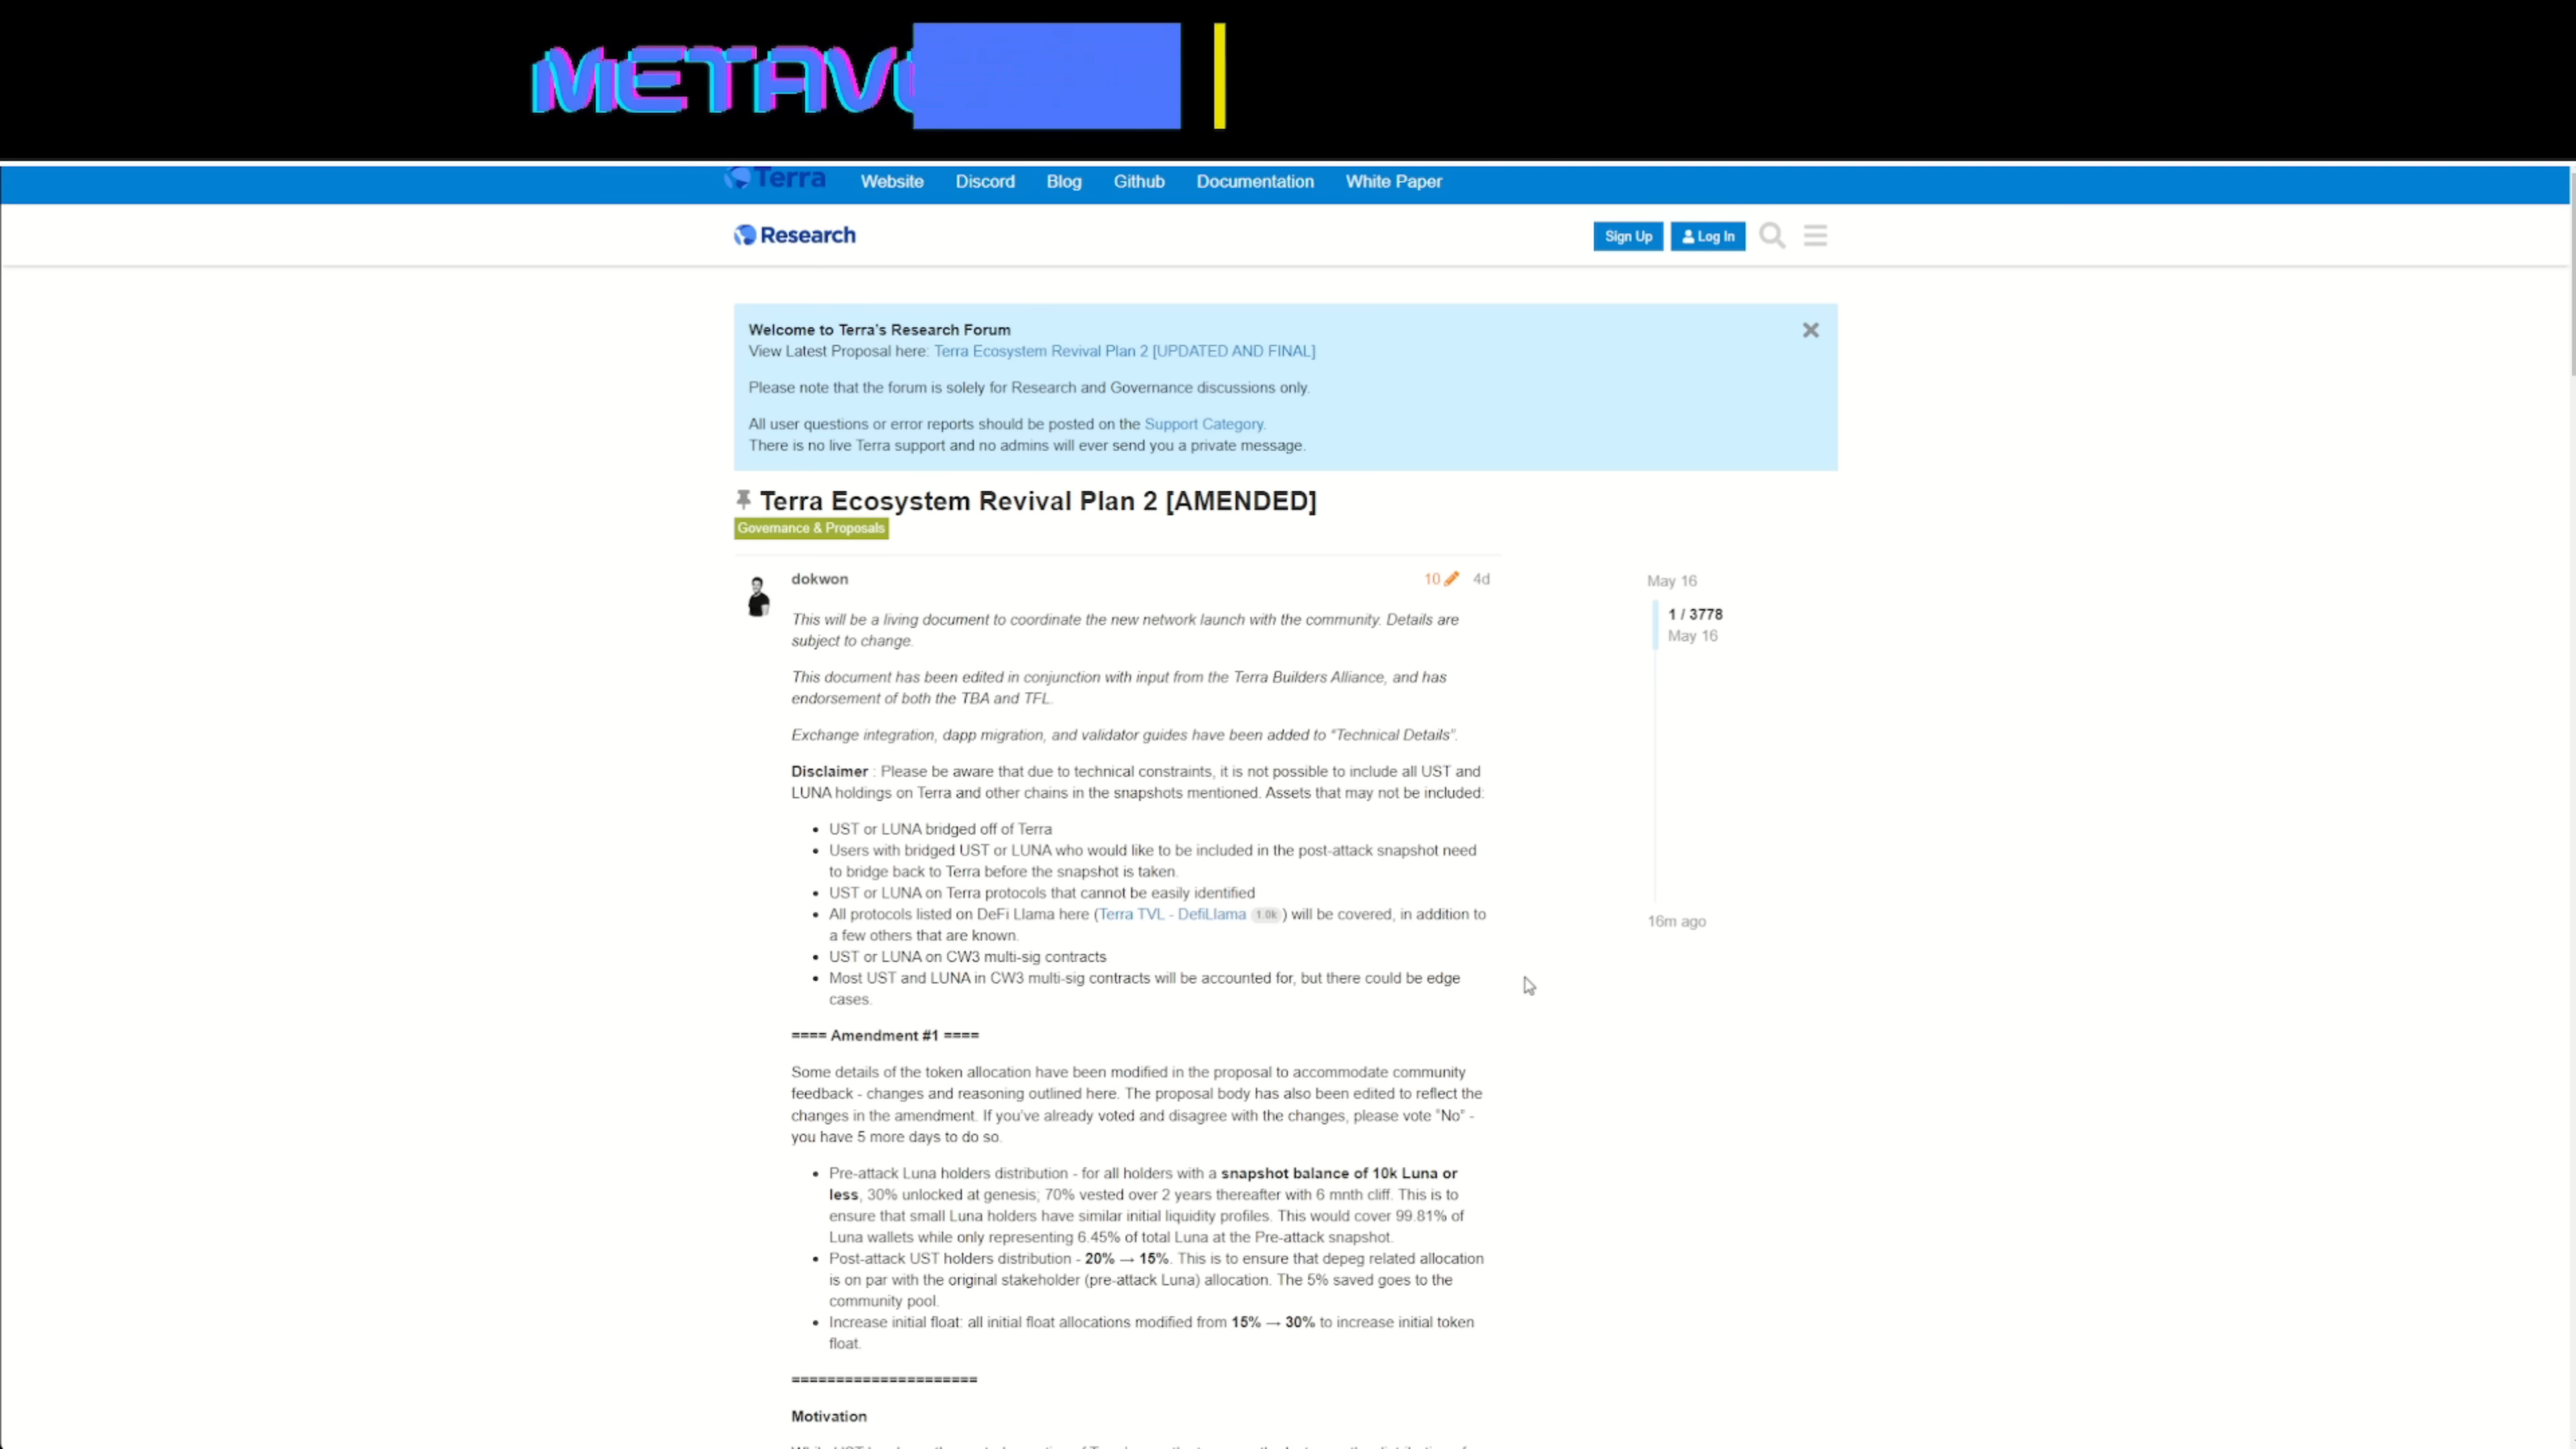 Terra Website Discord Blog Github Documentation White Paper
Research
Sign Up Log In
Welcome to Terra's Research Forum
View Latest Proposal here: Terra Ecosystem Revival Plan 2 [UPDATED AND FINAL]
Please note that the forum is solely for Research and Governance discussions only.
All user questions or error reports should be posted on the Support Category.
There is no live Terra support and no admins will ever send you a private message.
Terra Ecosystem Revival Plan 2 [AMENDED]
Governance & Proposals
dokwon 10 4d
This will be a living document to coordinate the new network launch with the community. Details are
subject to change.
This document has been edited in conjunction with input from the Terra Builders Alliance, and has
endorsement of both the TBA and TFL.
Exchange integration, dapp migration, and validator guides have been added to “Technical Details”.
Disclaimer : Please be aware that due to technical constraints, it is not possible to include all UST and
LUNA holdings on Terra and other chains in the snapshots mentioned. Assets that may not be included:
• UST or LUNA bridged off of Terra
• Users with bridged UST or LUNA who would like to be included in the post-attack snapshot need
to bridge back to Terra before the snapshot is taken.
• UST or LUNA on Terra protocols that cannot be easily identified
• All protocols listed on DeFi Llama here (Terra TVL - DefiLlama 1.0k ) will be covered, in addition to
a few others that are known.
• UST or LUNA on CW3 multi-sig contracts
• Most UST and LUNA in CW3 multi-sig contracts will be accounted for, but there could be edge
cases.
==== Amendment #1 ====
Some details of the token allocation have been modified in the proposal to accommodate community
feedback - changes and reasoning outlined here. The proposal body has also been edited to reflect the
changes in the amendment. If you've already voted and disagree with the changes, please vote “No” -
you have 5 more days to do so.
• Pre-attack Luna holders distribution - for all holders with a snapshot balance of 10k Luna or
less, 30% unlocked at genesis; 70% vested over 2 years thereafter with 6 mnth cliff. This is to
ensure that small Luna holders have similar initial liquidity profiles. This would cover 99.81% of
Luna wallets while only representing 6.45% of total Luna at the Pre-attack snapshot.
• Post-attack UST holders distribution - 20% → 15%. This is to ensure that depeg related allocation
is on par with the original stakeholder (pre-attack Luna) allocation. The 5% saved goes to the
community pool.
• Increase initial float: all initial float allocations modified from 15% → 30% to increase initial token
float.
=====================
Motivation
May 16
1 / 3778
May 16
16m ago